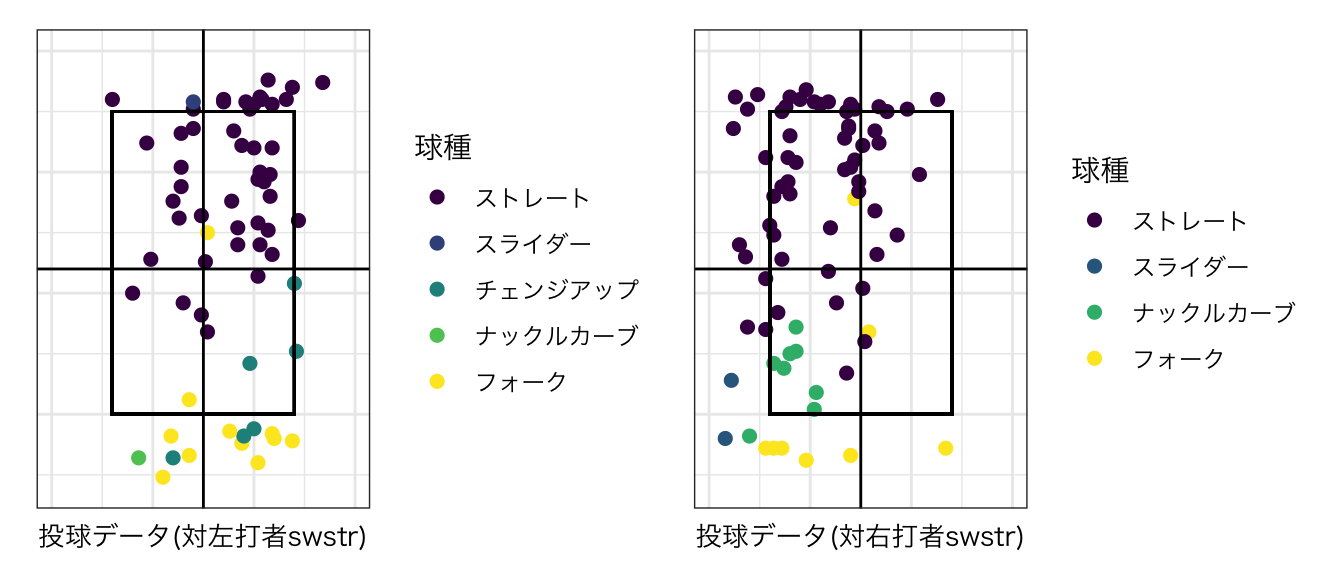 球種
ストレート
スライダー
チェンジアップ
ナックルカーブ
フォーク
投球データ(対左打者swstr)
球種
ストレート
スライダー
ナックルカーブ
フォーク
投球データ(対右打者swstr)